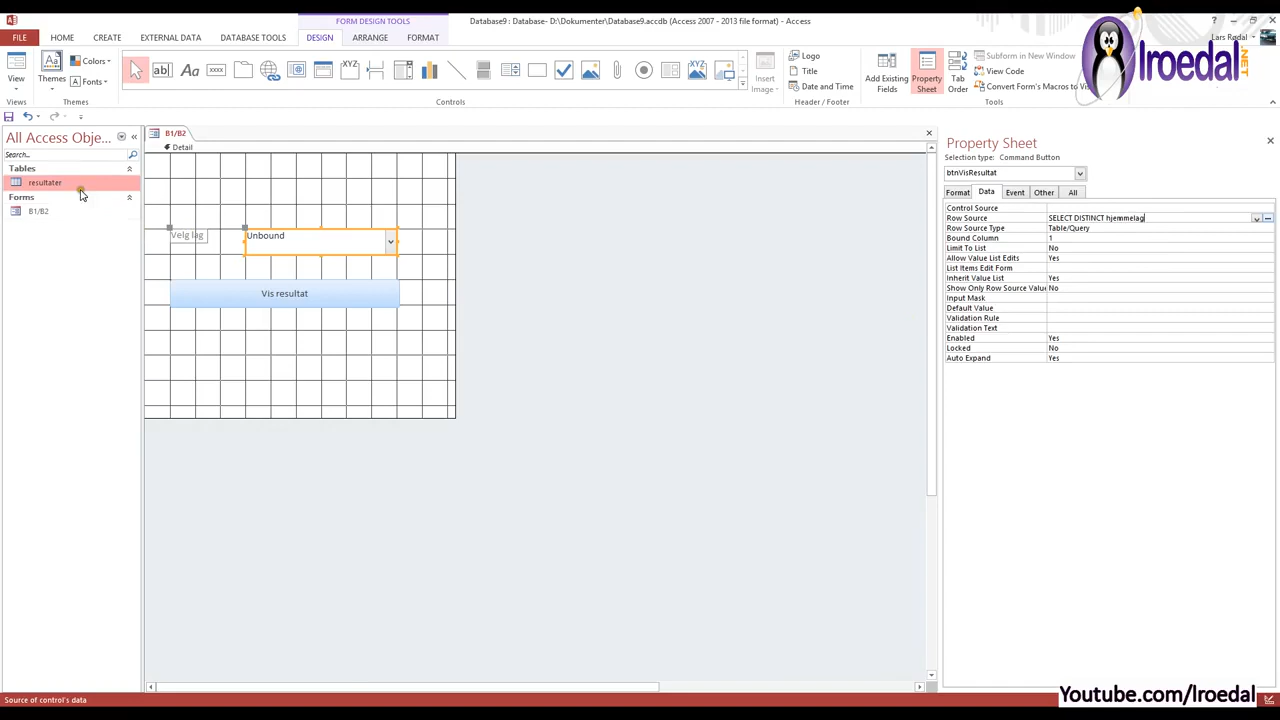 FORM DESIGN TOOLS
Database9 : Database- D:\Dokumenter\Database9.accdb (Access 2007 - 2013 file format) - Access
FILE HOME CREATE EXTERNAL DATA DATABASE TOOLS DESIGN ARRANGE FORMAT
Lars Rødal
lroedal.NET
View
Themes
Colors
Fonts
Insert Image
Logo
Title
Date and Time
Add Existing Fields
Property Sheet
Tab Order
Subform in New Window
View Code
Convert Form's Macros to
Views Themes Controls Header / Footer Tools
All Access Obje...
Search...
Tables
resultater
Forms
B1/B2
B1/B2
Detail
Velg lag
Unbound
Vis resultat
Property Sheet
Selection type: Command Button
btnVisResultat
Format Data Event Other All
Control Source
Row Source SELECT DISTINCT hjemmelag
Row Source Type Table/Query
Bound Column 1
Limit To List No
Allow Value List Edits Yes
List Items Edit Form
Inherit Value List Yes
Show Only Row Source Value No
Input Mask
Default Value
Validation Rule
Validation Text
Enabled Yes
Locked No
Auto Expand Yes
Source of control's data
Youtube.com/lroedal